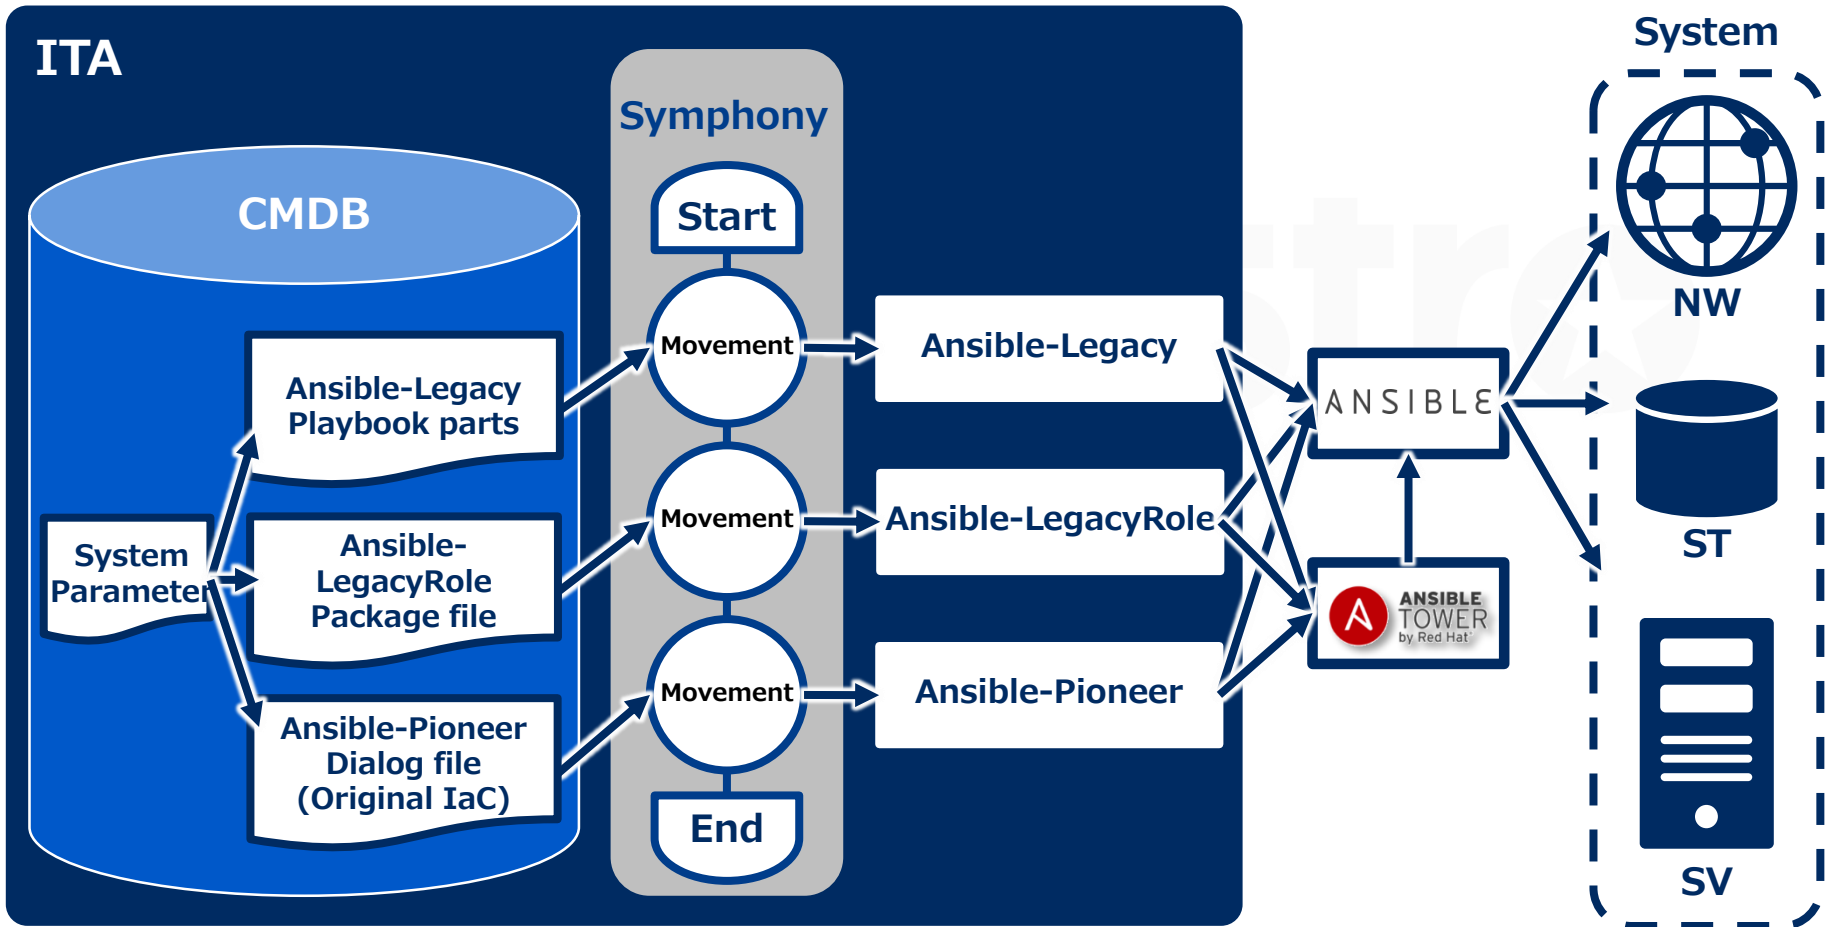 ITA
CMDB
System
Parameter
Ansible-Legacy
Playbook parts
Ansible-
LegacyRole
Package file
Ansible-Pioneer
Dialog file
(Original IaC)
Symphony
Start
Movement
Movement
Movement
End
Ansible-Legacy
Ansible-LegacyRole
Ansible-Pioneer
ANSIBLE
ANSIBLE
TOWER
by Red Hat
System
NW
ST
SV